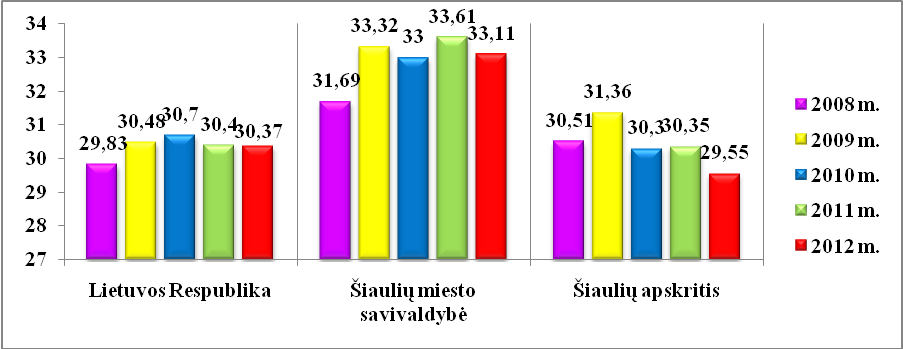 34
33
32
31
30
29
28
27
29,83
30,48
30,7
30,4
30,37
31,69
33,32
33
33,61
33,11
30,51
31,36
30,3
30,35
29,55
Lietuvos Respublika
Šiaulių miesto
savivaldybė
Šiaulių apskritis
2008 m.
2009 m.
2010 m.
2011 m.
2012 m.